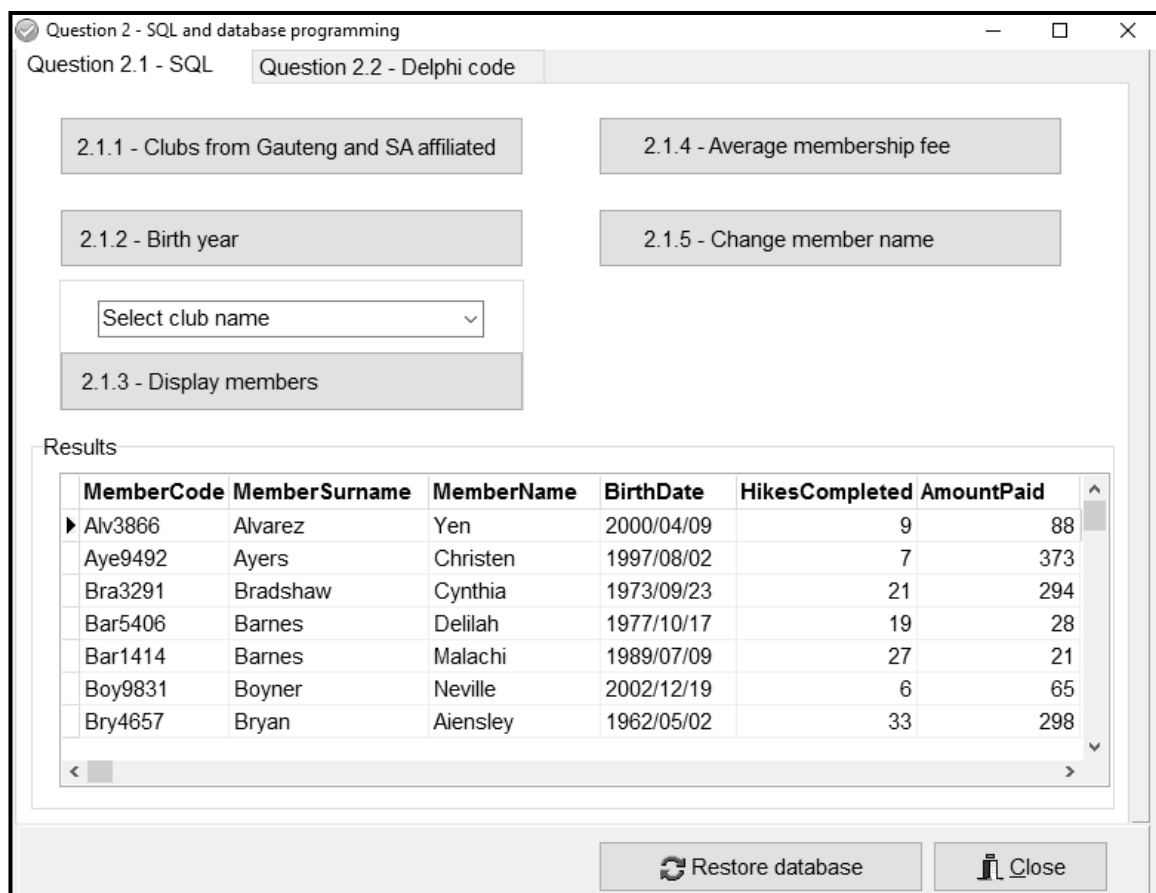 Question 2 - SQL and database programming
Question 2.1 - SQL Question 2.2 - Delphi code
2.1.1 - Clubs from Gauteng and SA affiliated 2.1.4 - Average membership fee
2.1.2 - Birth year 2.1.5 - Change member name
Select club name
2.1.3 - Display members
Results
MemberCode MemberSurname MemberName BirthDate HikesCompleted AmountPaid
Alv3866 Alvarez Yen 2000/04/09 9 88
Aye9492 Ayers Christen 1997/08/02 7 373
Bra3291 Bradshaw Cynthia 1973/09/23 21 294
Bar5406 Barnes Delilah 1977/10/17 19 28
Bar1414 Barnes Malachi 1989/07/09 27 21
Boy9831 Boyner Neville 2002/12/19 6 65
Bry4657 Bryan Aiensley 1962/05/02 33 298
Restore database Close